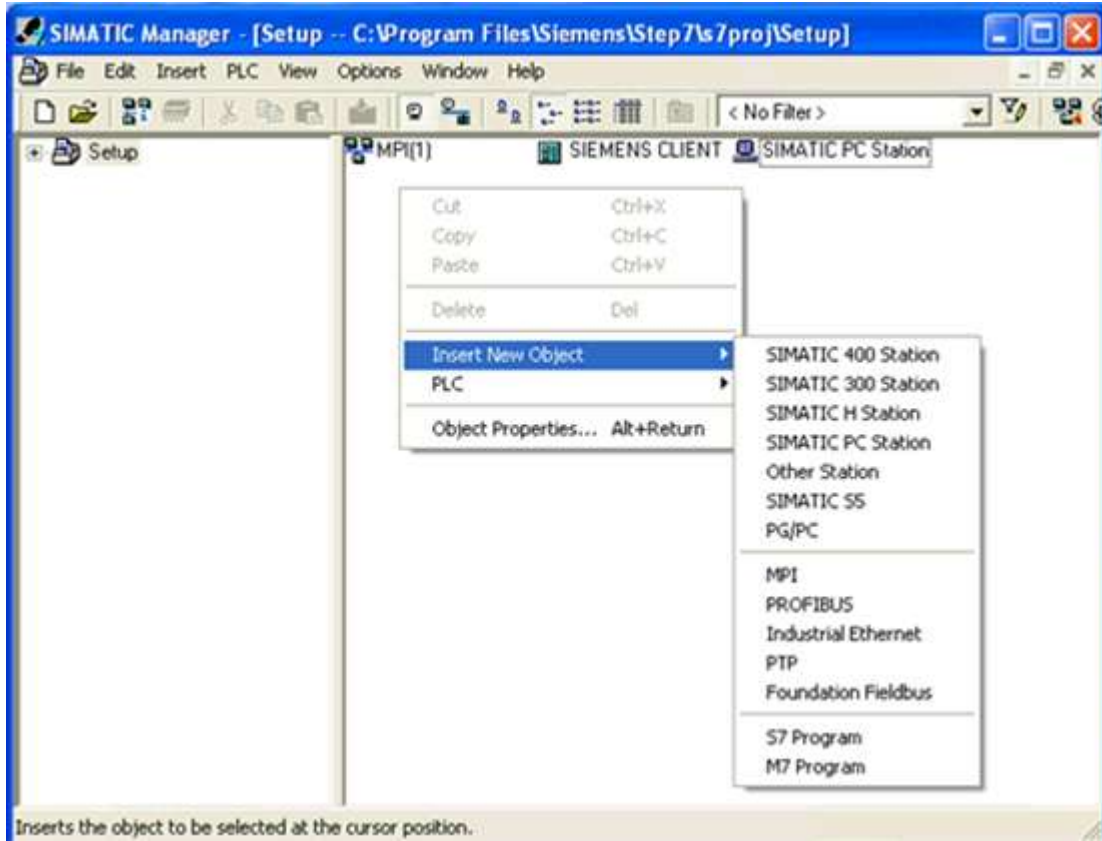 SIMATIC Manager - [Setup -- C:\Program Files\Siemens\Step7\s7proj\Setup]
File Edit Insert PLC View Options Window Help
< No Filter >
Setup
MPI(1) SIEMENS CLIENT SIMATIC PC Station
Cut Ctrl+X
Copy Ctrl+C
Paste Ctrl+V
Delete Del
Insert New Object
PLC
Object Properties... Alt+Return
SIMATIC 400 Station
SIMATIC 300 Station
SIMATIC H Station
SIMATIC PC Station
Other Station
SIMATIC S5
PG/PC
MPI
PROFIBUS
Industrial Ethernet
PTP
Foundation Fieldbus
S7 Program
M7 Program
Inserts the object to be selected at the cursor position.